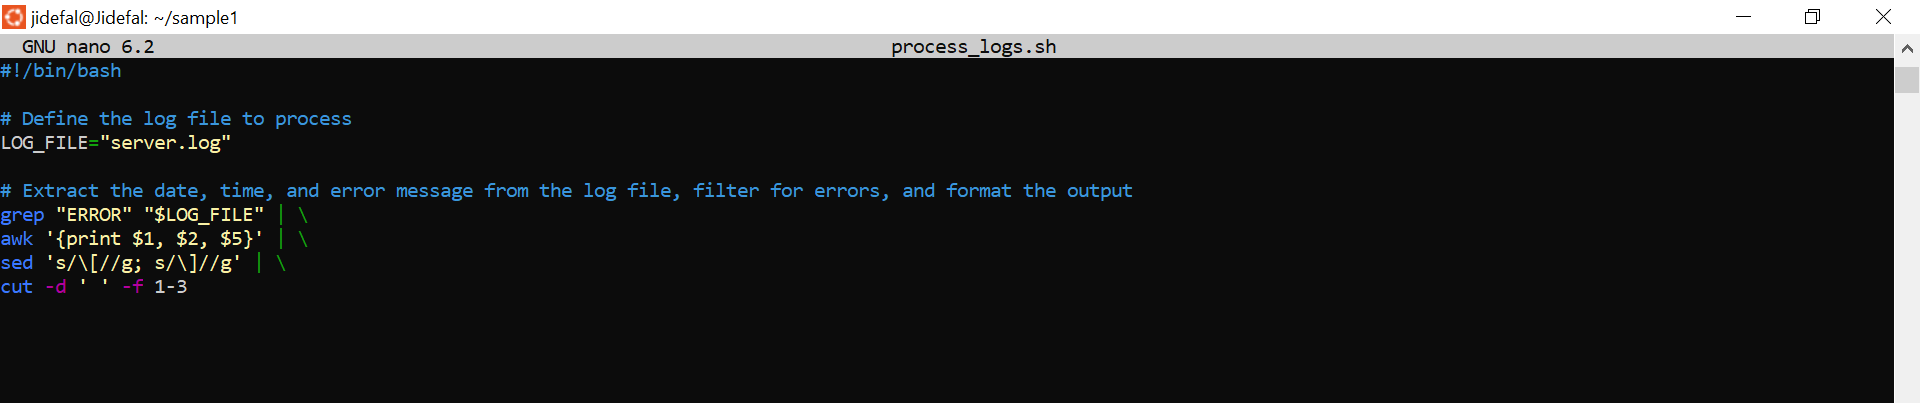 jidefal@Jidefal: ~/sample1
GNU nano 6.2 process_logs.sh
#!/bin/bash
# Define the log file to process
LOG_FILE="server.log"
# Extract the date, time, and error message from the log file, filter for errors, and format the output
grep "ERROR" "$LOG_FILE" | \
awk '{print $1, $2, $5}' | \
sed 's/\[//g; s/\]//g' | \
cut -d ' ' -f 1-3